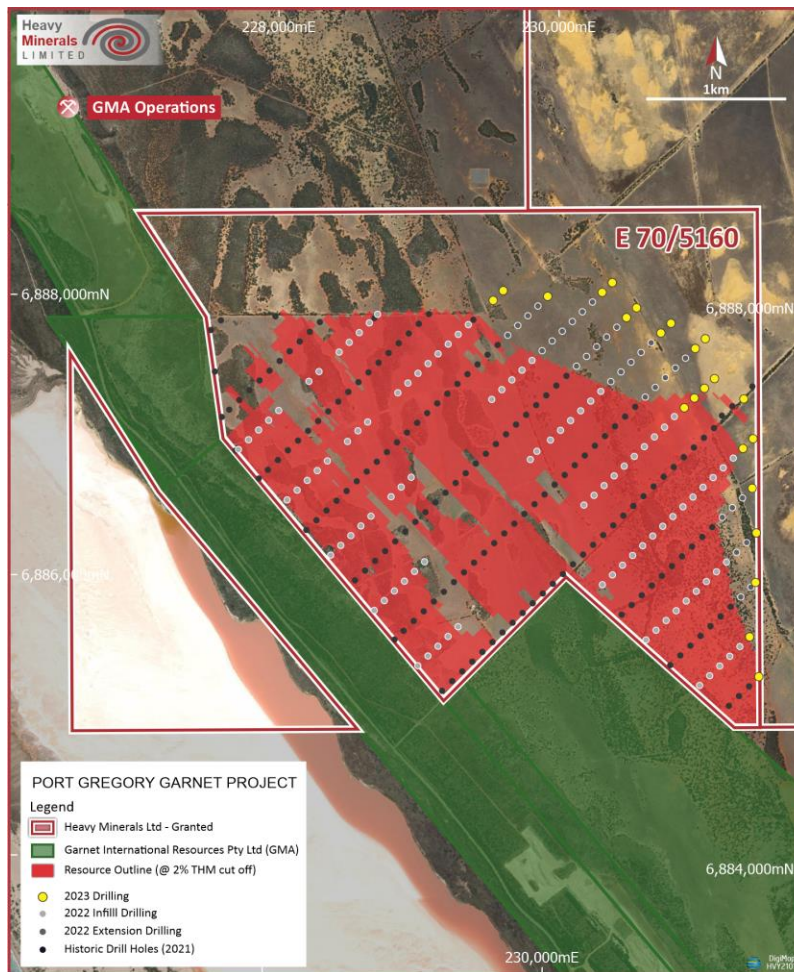 Heavy
Minerals
LIMITED
228,000mE
230,000mE
N
1km
GMA Operations
E 70/5160
6,888,000mN
6,888,000mN
6,886,000mN
PORT GREGORY GARNET PROJECT
Legend
Heavy Minerals Ltd - Granted
Garnet International Resources Pty Ltd (GMA)
Resource Outline (@ 2% THM cut off)
2023 Drilling
2022 Infilll Drilling
2022 Extension Drilling
Historic Drill Holes (2021)
6,884,000mN
230,000mE
DigiMap
HVY210